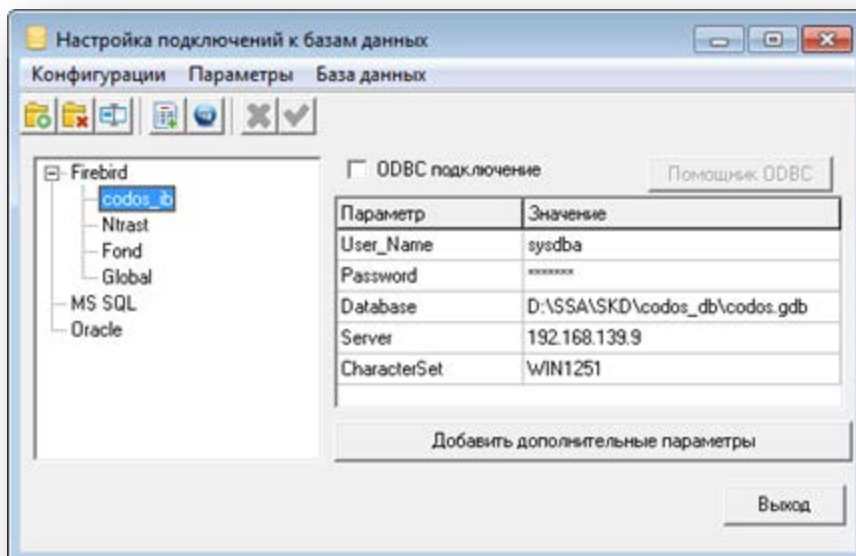 Настройка подключений к базам данных
Конфигурации Параметры База данных
Firebird
codos_ib
Ntrast
Fond
Global
MS SQL
Oracle
ODBC подключение
Помощник ODBC
Параметр Значение
User_Name sysdba
Password *******
Database D:\SSA\SKD\codos_db\codos.gdb
Server 192.168.139.9
CharacterSet WIN1251
Добавить дополнительные параметры
Выход